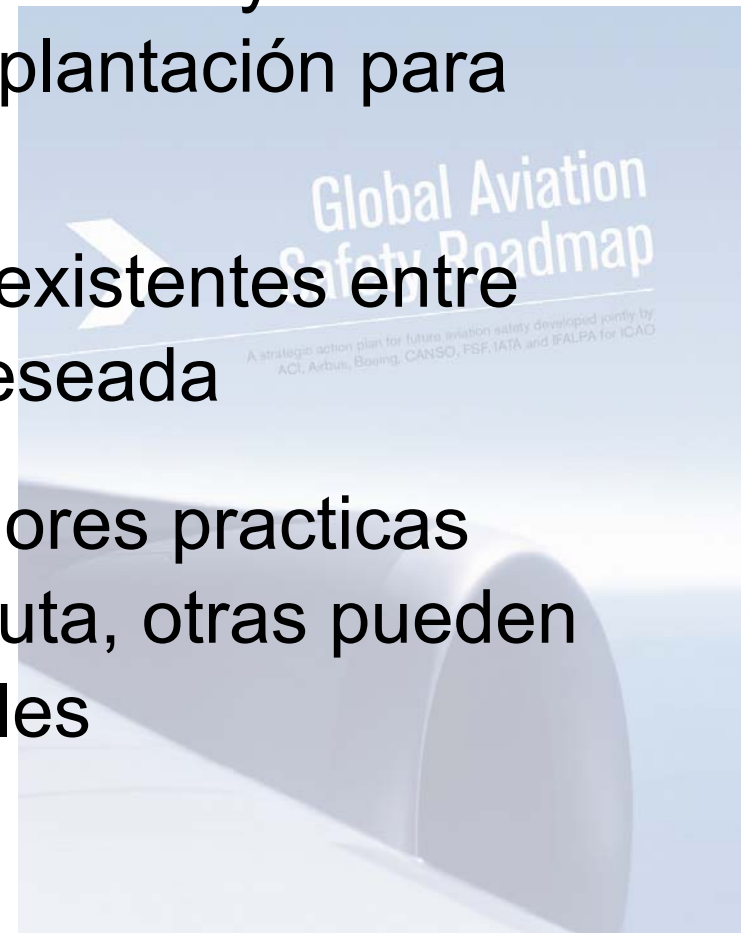 y
plantación para
Global Aviation
Safety Roadmap
existentes entre
A strategic action plan for future aviation safety developed jointly by
ACI, Airbus, Boeing, CANSO, FSF, IATA and IFALPA for ICAO
eseada
ores practicas
uta, otras pueden
les